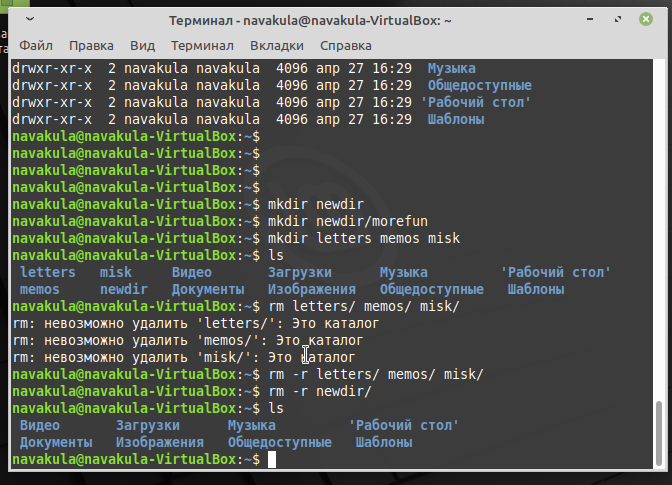 Терминал - navakula@navakula-VirtualBox: ~
Файл Правка Вид Терминал Вкладки Справка
drwxr-xr-x 2 navakula navakula 4096 апр 27 16:29 Музыка
drwxr-xr-x 2 navakula navakula 4096 апр 27 16:29 Общедоступные
drwxr-xr-x 2 navakula navakula 4096 апр 27 16:29 'Рабочий стол'
drwxr-xr-x 2 navakula navakula 4096 апр 27 16:29 Шаблоны
navakula@navakula-VirtualBox:~$
navakula@navakula-VirtualBox:~$
navakula@navakula-VirtualBox:~$
navakula@navakula-VirtualBox:~$
navakula@navakula-VirtualBox:~$ mkdir newdir
navakula@navakula-VirtualBox:~$ mkdir newdir/morefun
navakula@navakula-VirtualBox:~$ mkdir letters memos misk
navakula@navakula-VirtualBox:~$ ls
letters misk Видео Загрузки Музыка 'Рабочий стол'
memos newdir Документы Изображения Общедоступные Шаблоны
navakula@navakula-VirtualBox:~$ rm letters/ memos/ misk/
rm: невозможно удалить 'letters/': Это каталог
rm: невозможно удалить 'memos/': Это каталог
rm: невозможно удалить 'misk/': Это каталог
navakula@navakula-VirtualBox:~$ rm -r letters/ memos/ misk/
navakula@navakula-VirtualBox:~$ rm -r newdir/
navakula@navakula-VirtualBox:~$ ls
Видео Загрузки Музыка 'Рабочий стол'
Документы Изображения Общедоступные Шаблоны
navakula@navakula-VirtualBox:~$